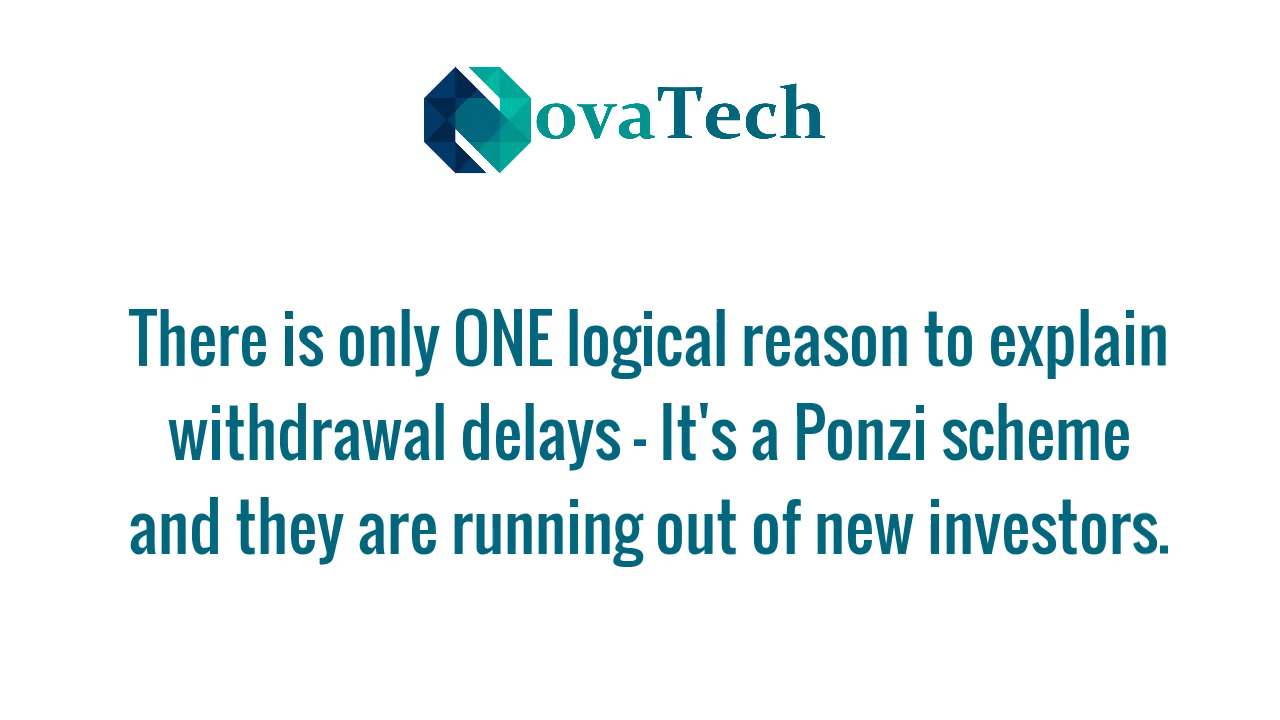 NovaTech
There is only ONE logical reason to explain
withdrawal delays - It's a Ponzi scheme
and they are running out of new investors.